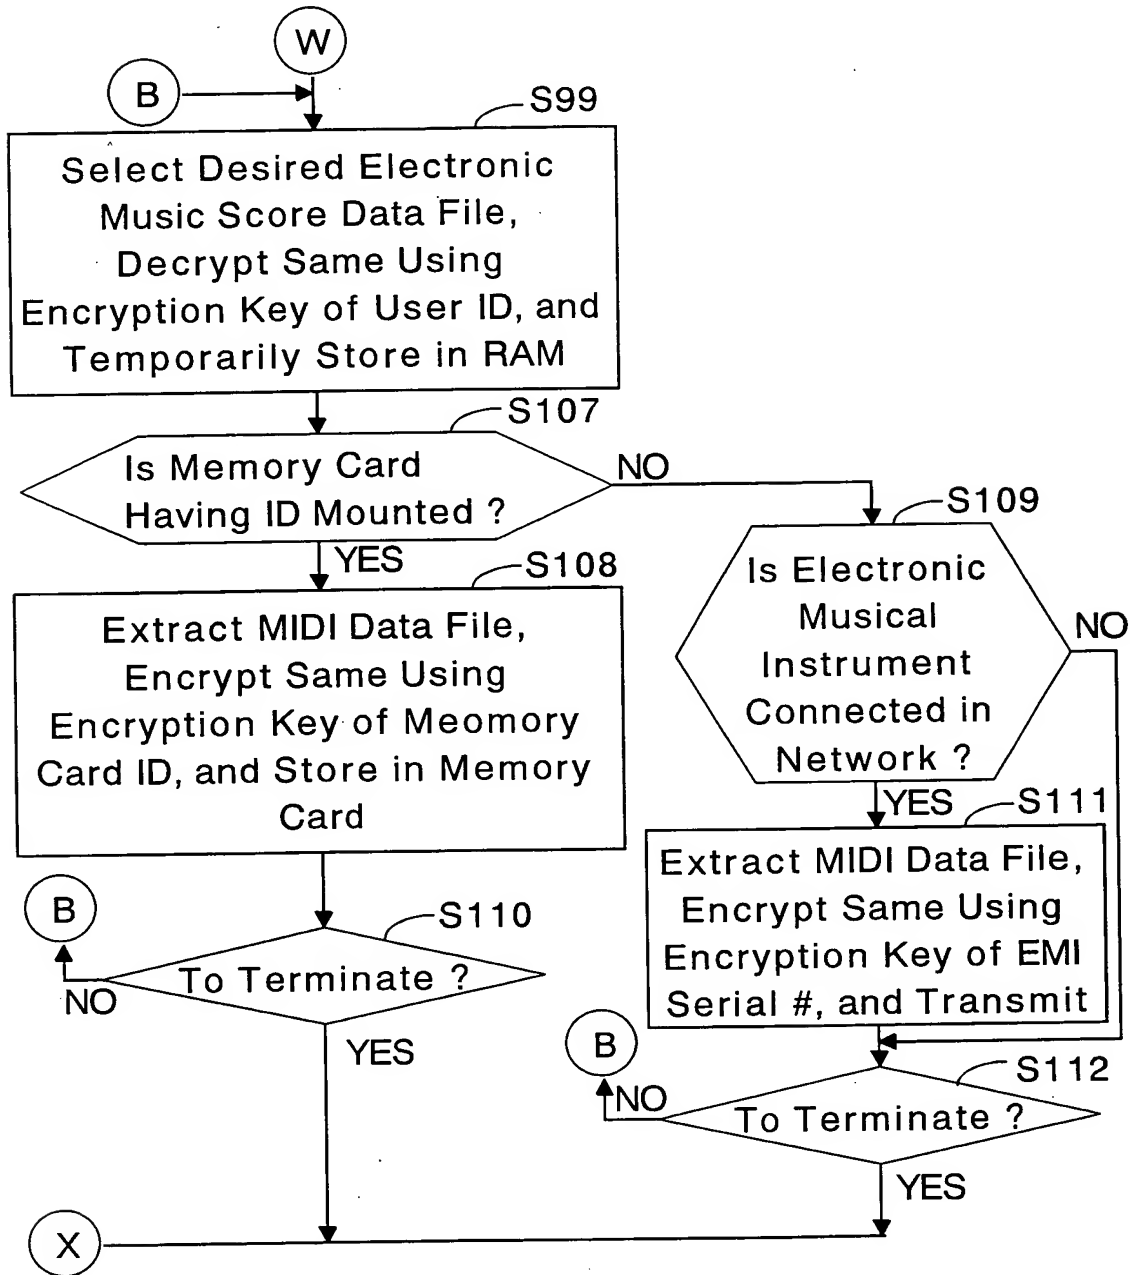 W
B
S99
Select Desired Electronic
Music Score Data File,
Decrypt Same Using
Encryption Key of User ID, and
Temporarily Store in RAM
S107
Is Memory Card
Having ID Mounted ?
NO
YES
S108
Extract MIDI Data File,
Encrypt Same Using
Encryption Key of Meomory
Card ID, and Store in Memory
Card
S109
Is Electronic
Musical
Instrument
Connected in
Network ?
NO
YES
S111
Extract MIDI Data File,
Encrypt Same Using
Encryption Key of EMI
Serial #, and Transmit
B
S110
To Terminate ?
NO
YES
B
S112
To Terminate ?
NO
YES
X